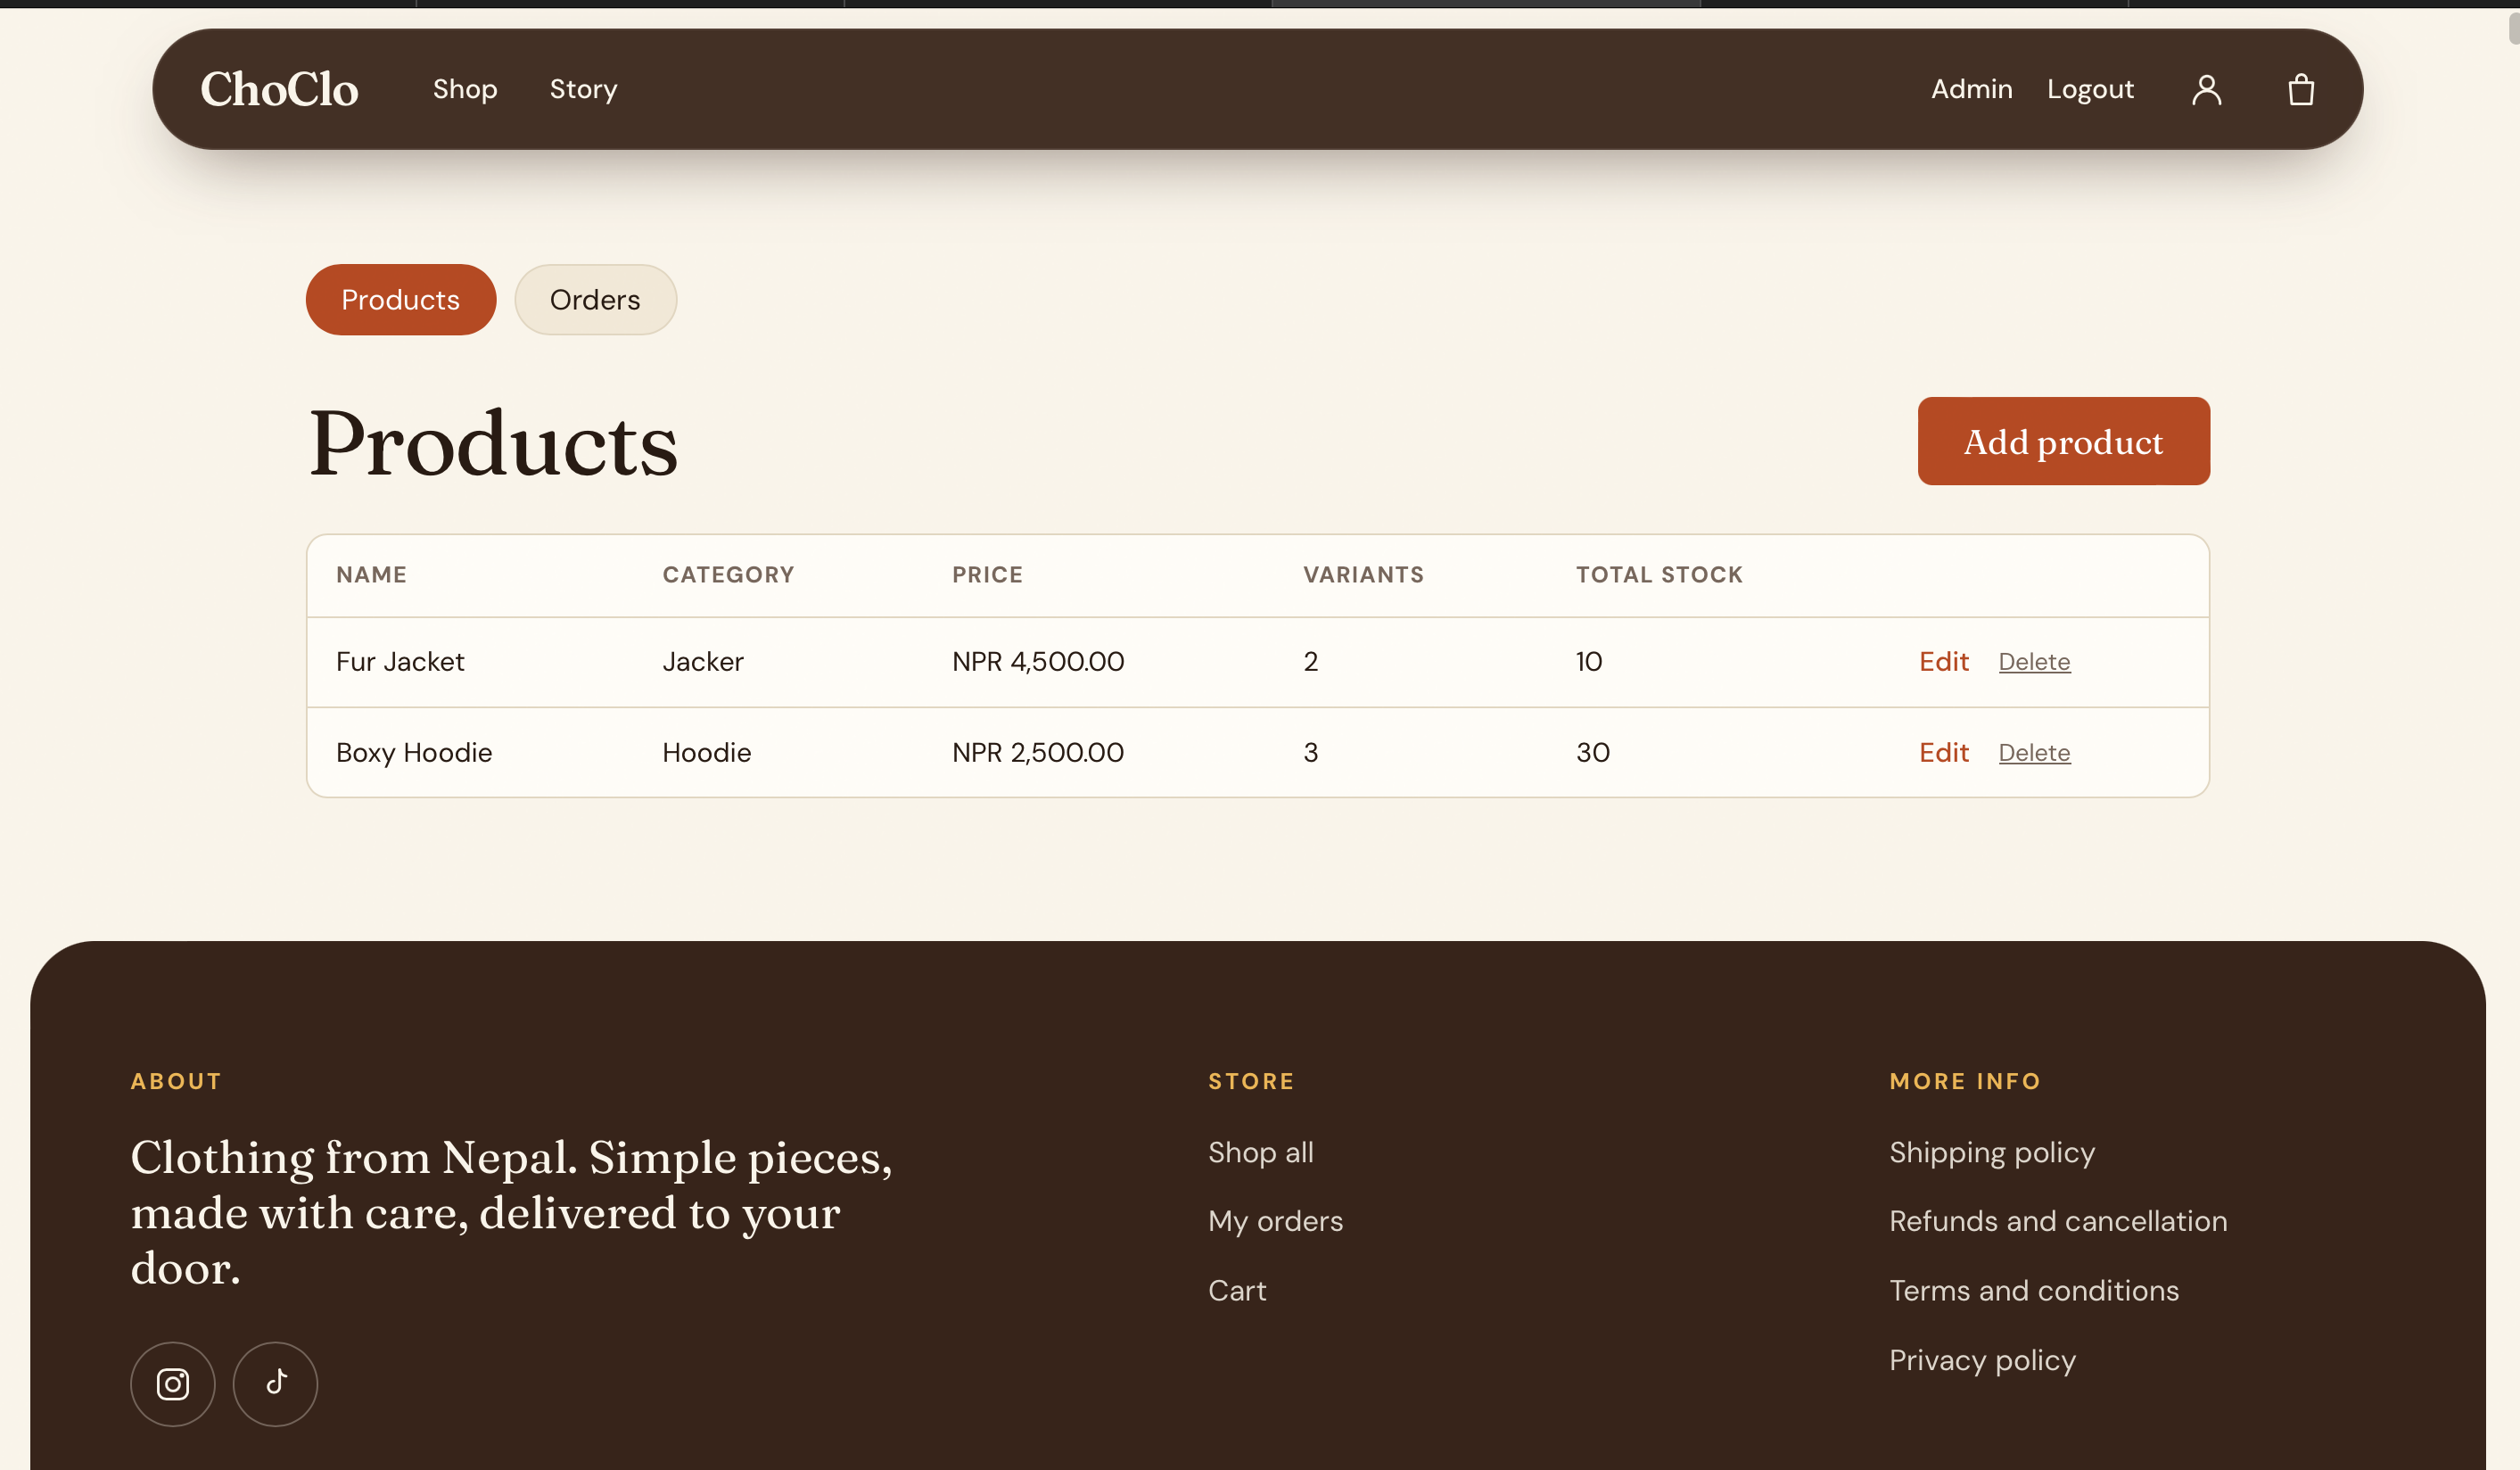 ChoClo Shop Story Admin Logout
Products Orders
Products
Add product
NAME CATEGORY PRICE VARIANTS TOTAL STOCK
Fur Jacket Jacker NPR 4,500.00 2 10 Edit Delete
Boxy Hoodie Hoodie NPR 2,500.00 3 30 Edit Delete
ABOUT
Clothing from Nepal. Simple pieces,
made with care, delivered to your
door.
STORE
Shop all
My orders
Cart
MORE INFO
Shipping policy
Refunds and cancellation
Terms and conditions
Privacy policy